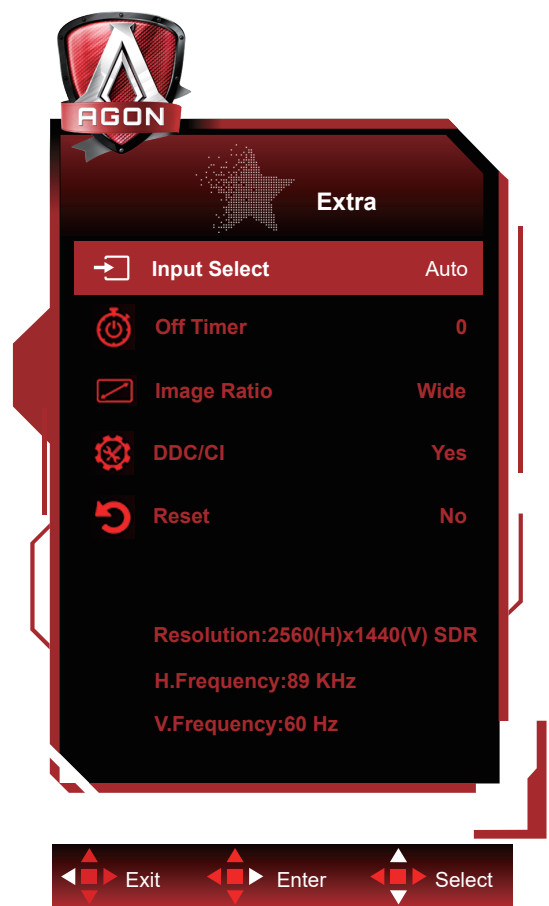 AGON
Extra
Input Select Auto
Off Timer 0
Image Ratio Wide
DDC/CI Yes
Reset No
Resolution:2560(H)x1440(V) SDR
H.Frequency:89 KHz
V.Frequency:60 Hz
Exit Enter Select